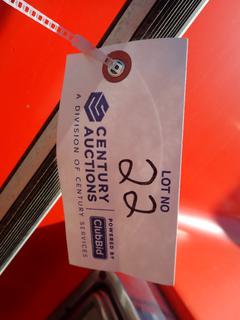 LOT NO
22
CENTURY
AUCTIONS
A DIVISION OF CENTURY SERVICES
POWERED BY
ClubBid